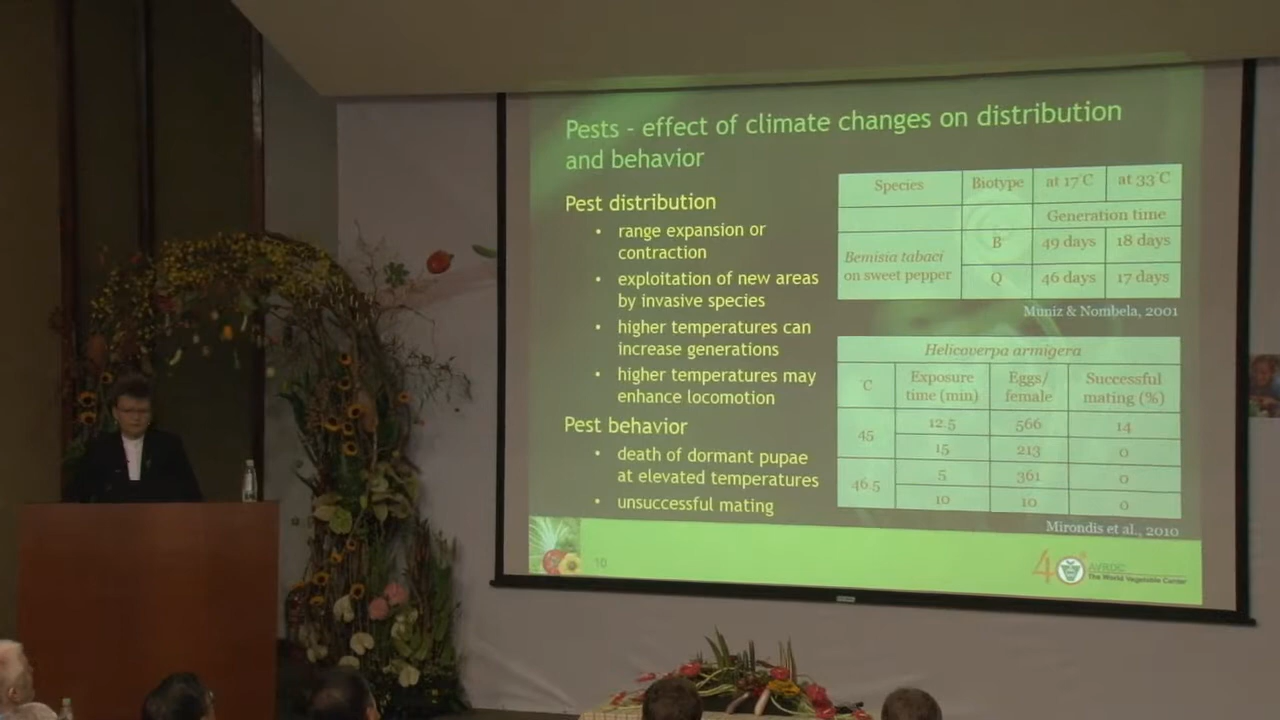 Pests - effect of climate changes on distribution
and behavior
Pest distribution
• range expansion or
contraction
• exploitation of new areas
by invasive species
• higher temperatures can
increase generations
• higher temperatures may
enhance locomotion
Pest behavior
• death of dormant pupae
at elevated temperatures
• unsuccessful mating
Species Biotype at 17°C at 33°C
Generation time
Bemisia tabaci
on sweet pepper
B 49 days 18 days
Q 46 days 17 days
Muniz & Nombela, 2001
Helicoverpa armigera
°C Exposure
time (min) Eggs/
female Successful
mating (%)
45 12.5 566 14
15 213 0
46.5 5 361 0
10 10 0
Mirondis et al., 2010
10
40
AVRDC
The World Vegetable Center